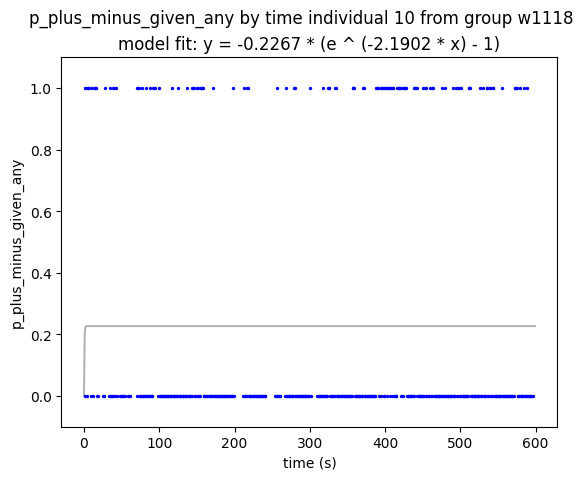 p_plus_minus_given_any by time individual 10 from group w1118
model fit: y = -0.2267 * (e ^ (-2.1902 * x) - 1)
p_plus_minus_given_any
1.0
0.8
0.6
0.4
0.2
0.0
0 100 200 300 400 500 600
time (s)